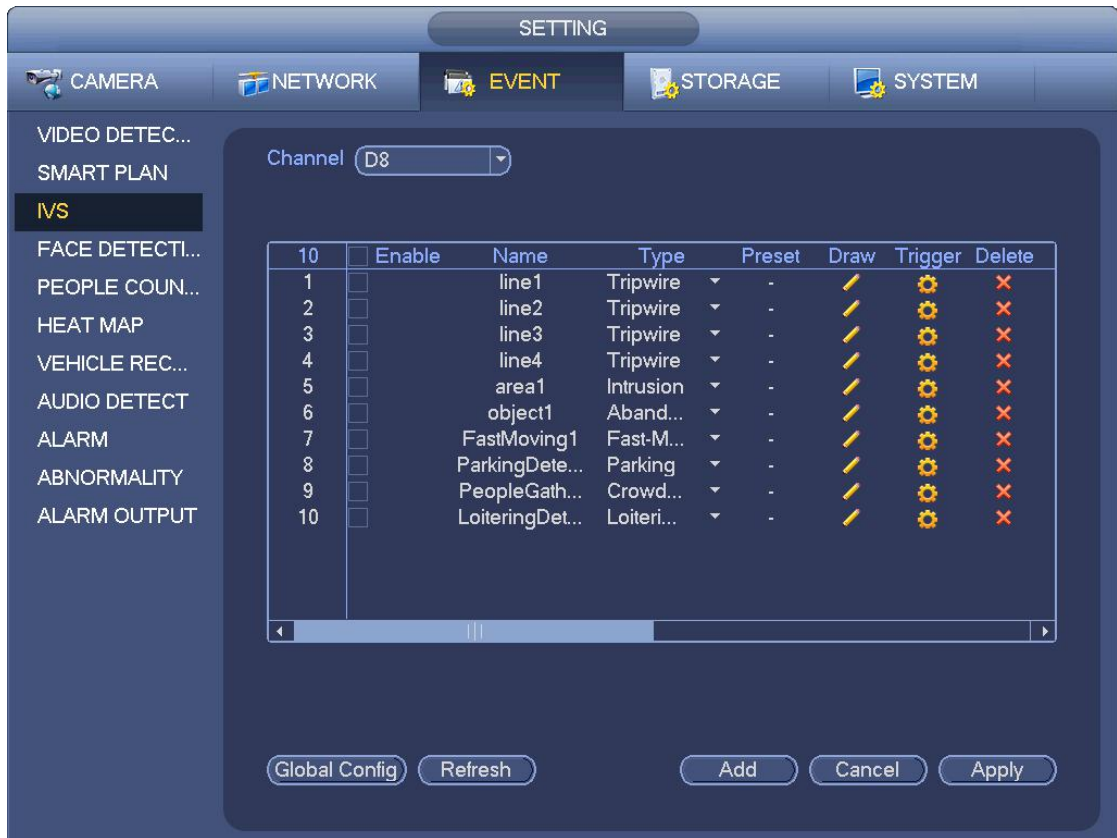 SETTING
CAMERA NETWORK EVENT STORAGE SYSTEM
VIDEO DETEC...
SMART PLAN
IVS
FACE DETECTI...
PEOPLE COUN...
HEAT MAP
VEHICLE REC...
AUDIO DETECT
ALARM
ABNORMALITY
ALARM OUTPUT
Channel D8
10 Enable Name Type Preset Draw Trigger Delete
1 line1 Tripwire -
2 line2 Tripwire -
3 line3 Tripwire -
4 line4 Tripwire -
5 area1 Intrusion -
6 object1 Aband... -
7 FastMoving1 Fast-M... -
8 ParkingDete... Parking -
9 PeopleGath... Crowd... -
10 LoiteringDet... Loiteri... -
Global Config Refresh Add Cancel Apply